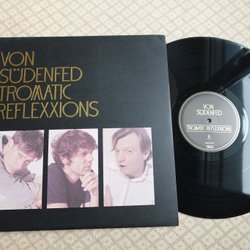 VON
SÜDENFED
TROMATIC
REFLEXXIONS
VON
SÜDENFED
TROMATIC REFLEXXIONS